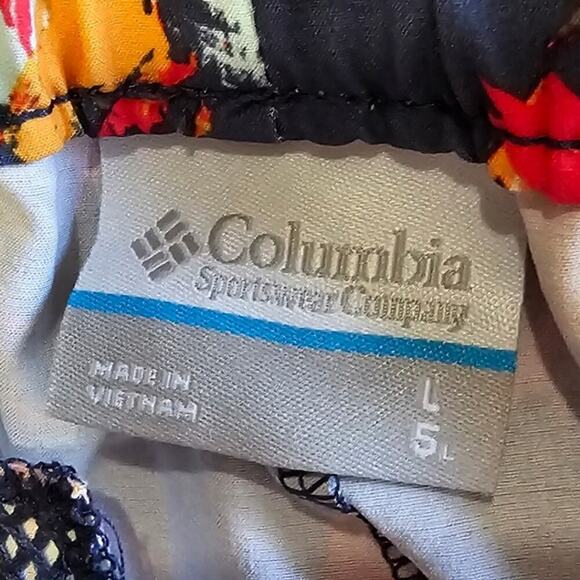 Columbia
Sportswear Company
MADE IN
VIETNAM
L
5L